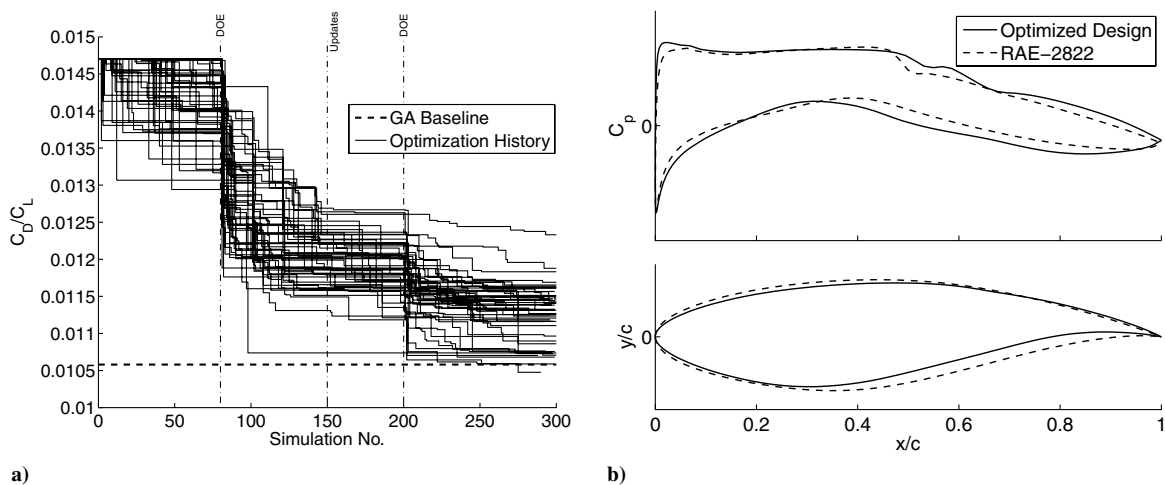 DOE
Updates
DOE
0.015
0.0145
0.014
0.0135
0.013
0.0125
0.012
0.0115
0.011
0.0105
0.01
C_D/C_L
0 50 100 150 200 250 300
Simulation No.
GA Baseline
Optimization History
a)
Optimized Design
RAE−2822
C_p
0
y/c
0
0 0.2 0.4 0.6 0.8 1
x/c
b)